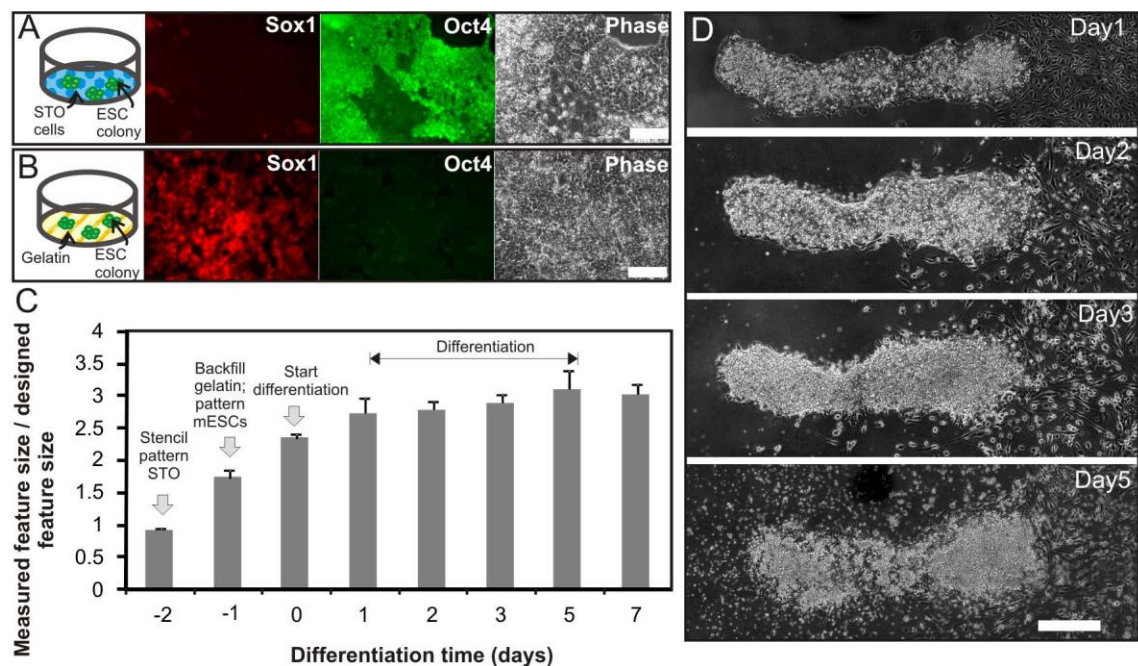 A
Sox1
Oct4
Phase
STO
cells
ESC
colony
B
Sox1
Oct4
Phase
Gelatin
ESC
colony
C
Measured feature size / designed
feature size
4
3.5
3
2.5
2
1.5
1
0.5
0
Stencil
pattern
STO
Backfill
gelatin;
pattern
mESCs
Start
differentiation
Differentiation
-2
-1
0
1
2
3
5
7
Differentiation time (days)
D
Day1
Day2
Day3
Day5